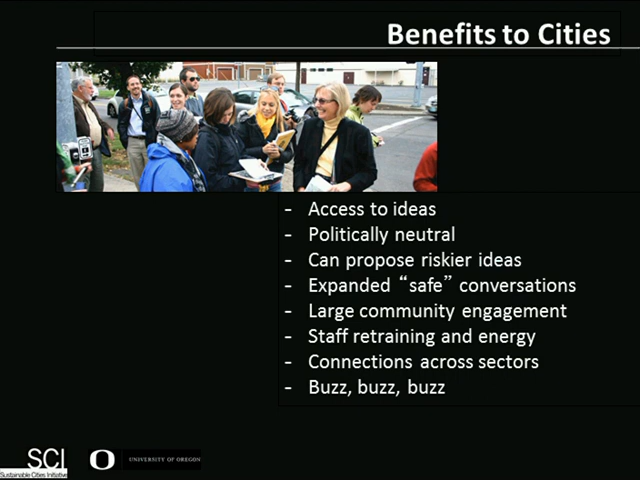 Benefits to Cities
- Access to ideas
- Politically neutral
- Can propose riskier ideas
- Expanded “safe” conversations
- Large community engagement
- Staff retraining and energy
- Connections across sectors
- Buzz, buzz, buzz
SCI
Sustainable Cities Initiative
O
UNIVERSITY OF OREGON